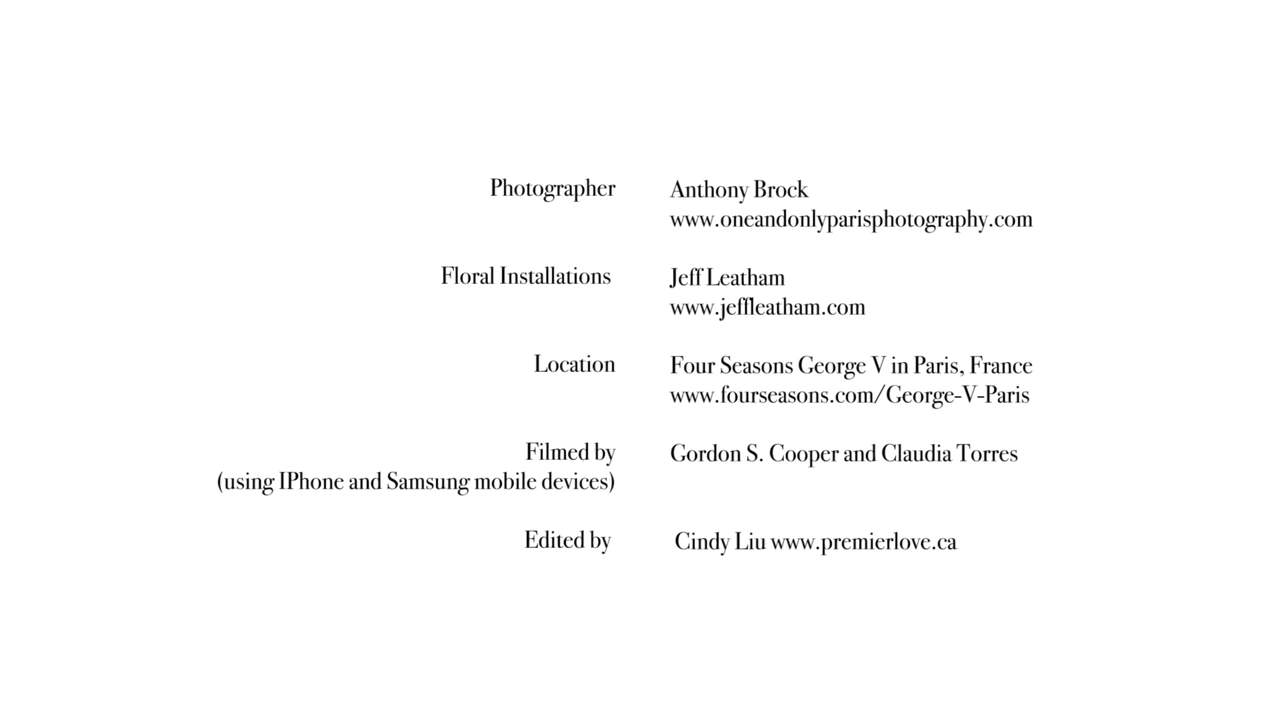 Photographer
Anthony Brock
www.oneandonlyparisphotography.com
Floral Installations
Jeff Leatham
www.jeffleatham.com
Location
Four Seasons George V in Paris, France
www.fourseasons.com/George-V-Paris
Filmed by
(using IPhone and Samsung mobile devices)
Gordon S. Cooper and Claudia Torres
Edited by
Cindy Liu www.premierlove.ca